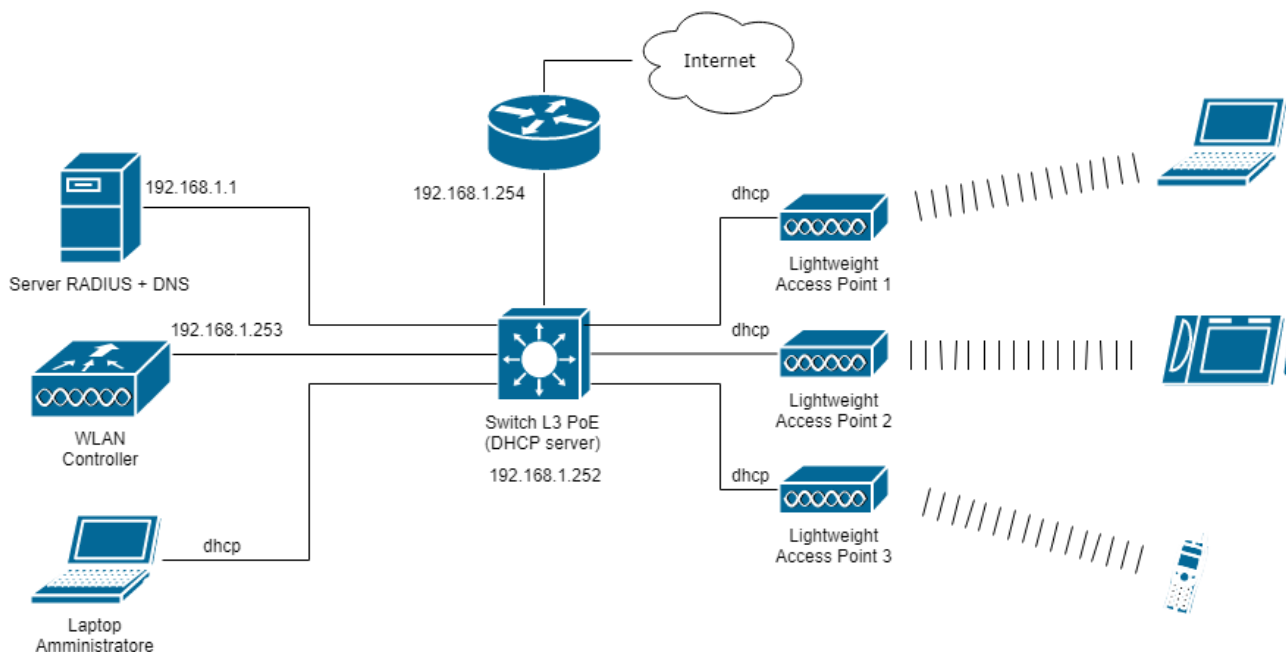 Internet
192.168.1.1
192.168.1.254
dhcp
Server RADIUS + DNS
Lightweight
Access Point 1
192.168.1.253
dhcp
WLAN
Controller
Switch L3 PoE
(DHCP server)
192.168.1.252
Lightweight
Access Point 2
dhcp
dhcp
Lightweight
Access Point 3
Laptop
Amministratore